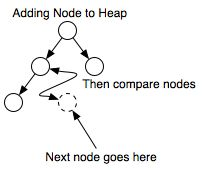 Adding Node to Heap
Then compare nodes
Next node goes here